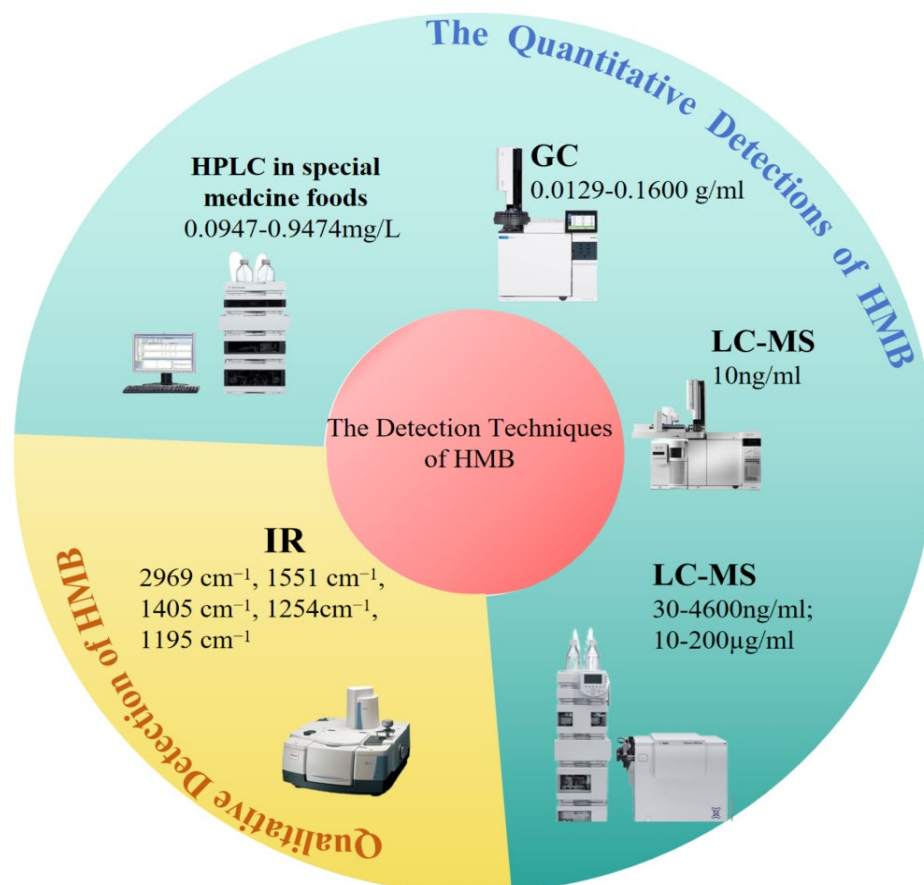 The Quantitative Detections of HMB
HPLC in special
medcine foods
0.0947-0.9474mg/L
GC
0.0129-0.1600 g/ml
LC-MS
10ng/ml
The Detection Techniques
of HMB
IR
2969 cm⁻¹, 1551 cm⁻¹,
1405 cm⁻¹, 1254cm⁻¹,
1195 cm⁻¹
LC-MS
30-4600ng/ml;
10-200µg/ml
Qualitative Detection of HMB